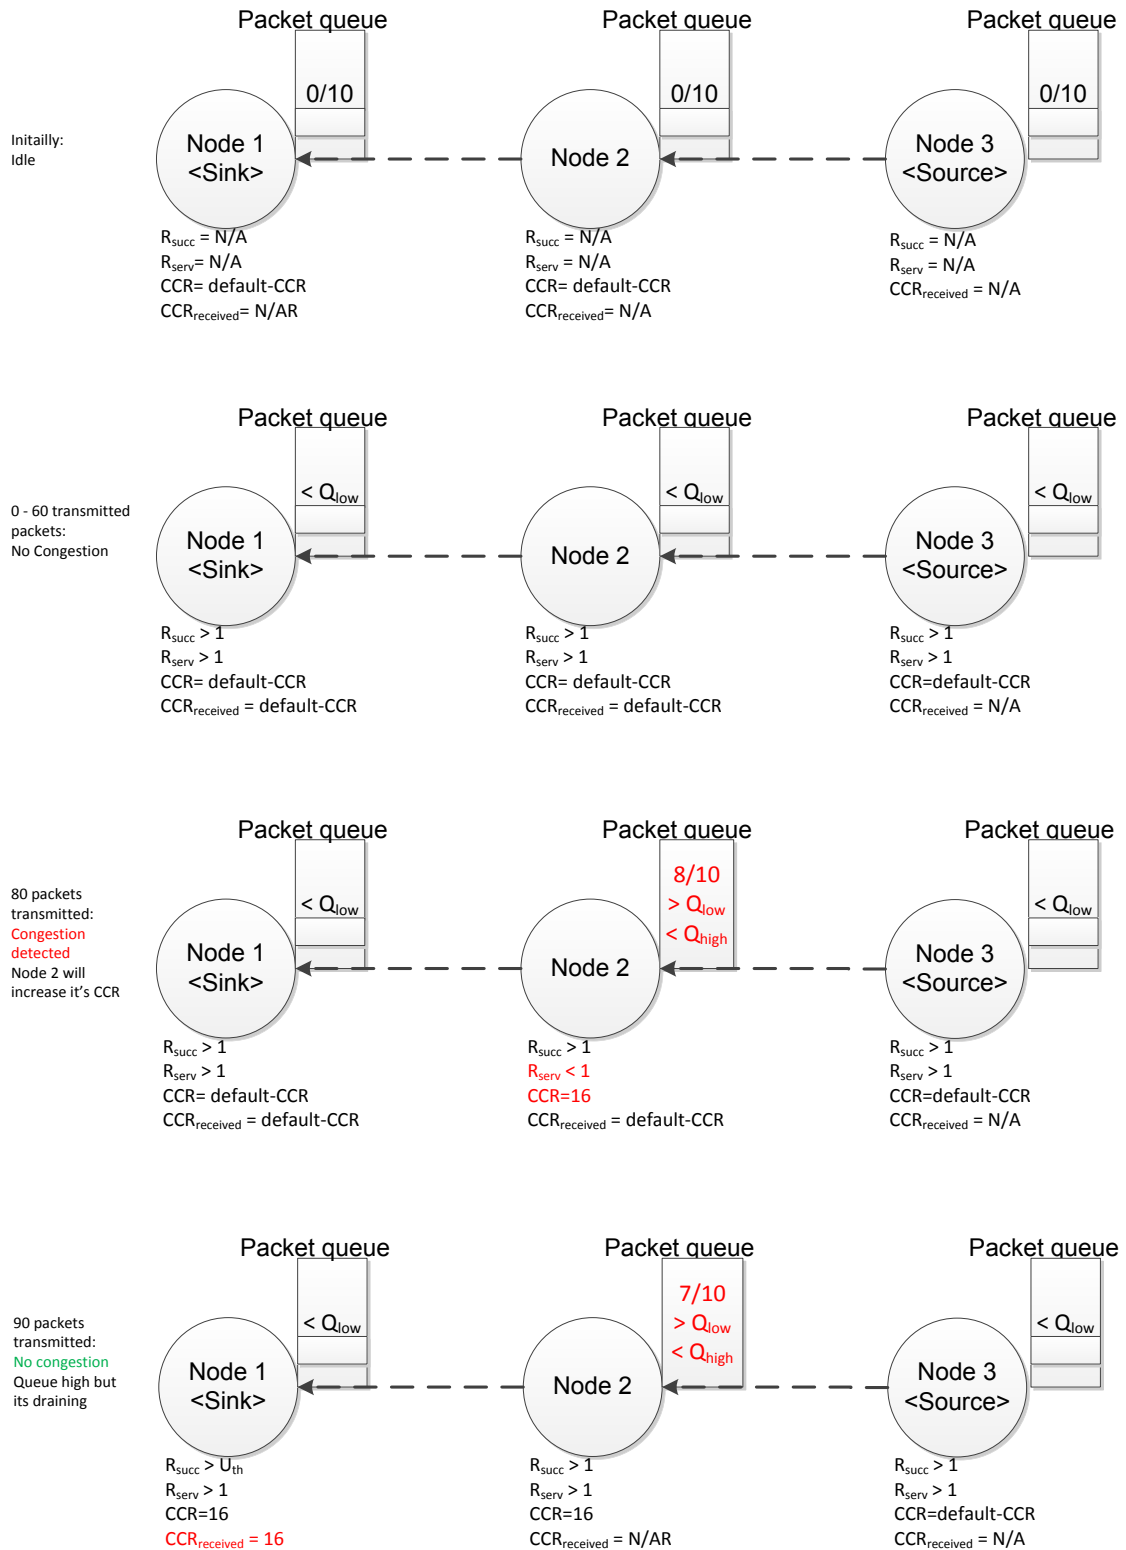 Packet queue
Packet queue
Packet queue
0/10
0/10
0/10
Initailly:
Idle
Node 1
<Sink>
Node 2
Node 3
<Source>
Rsucc = N/A
Rserv= N/A
CCR= default-CCR
CCRreceived= N/AR
Rsucc = N/A
Rserv = N/A
CCR= default-CCR
CCRreceived = N/A
Rsucc = N/A
Rserv = N/A
CCRreceived = N/A
Packet queue
Packet queue
Packet queue
< Qlow
< Qlow
< Qlow
0 - 60 transmitted
packets:
No Congestion
Node 1
<Sink>
Node 2
Node 3
<Source>
Rsucc > 1
Rserv > 1
CCR= default-CCR
CCRreceived = default-CCR
Rsucc > 1
Rserv > 1
CCR= default-CCR
CCRreceived = default-CCR
Rsucc > 1
Rserv > 1
CCR=default-CCR
CCRreceived = N/A
Packet queue
Packet queue
Packet queue
< Qlow
8/10
> Qlow
< Qhigh
< Qlow
80 packets
transmitted:
Congestion
detected
Node 2 will
increase it's CCR
Node 1
<Sink>
Node 2
Node 3
<Source>
Rsucc > 1
Rserv > 1
CCR= default-CCR
CCRreceived = default-CCR
Rsucc > 1
Rserv < 1
CCR=16
CCRreceived = default-CCR
Rsucc > 1
Rserv > 1
CCR=default-CCR
CCRreceived = N/A
Packet queue
Packet queue
Packet queue
< Qlow
7/10
> Qlow
< Qhigh
< Qlow
90 packets
transmitted:
No congestion
Queue high but
its draining
Node 1
<Sink>
Node 2
Node 3
<Source>
Rsucc > Uth
Rserv > 1
CCR=16
CCRreceived = 16
Rsucc > 1
Rserv > 1
CCR=16
CCRreceived = N/AR
Rsucc > 1
Rserv > 1
CCR=default-CCR
CCRreceived = N/A